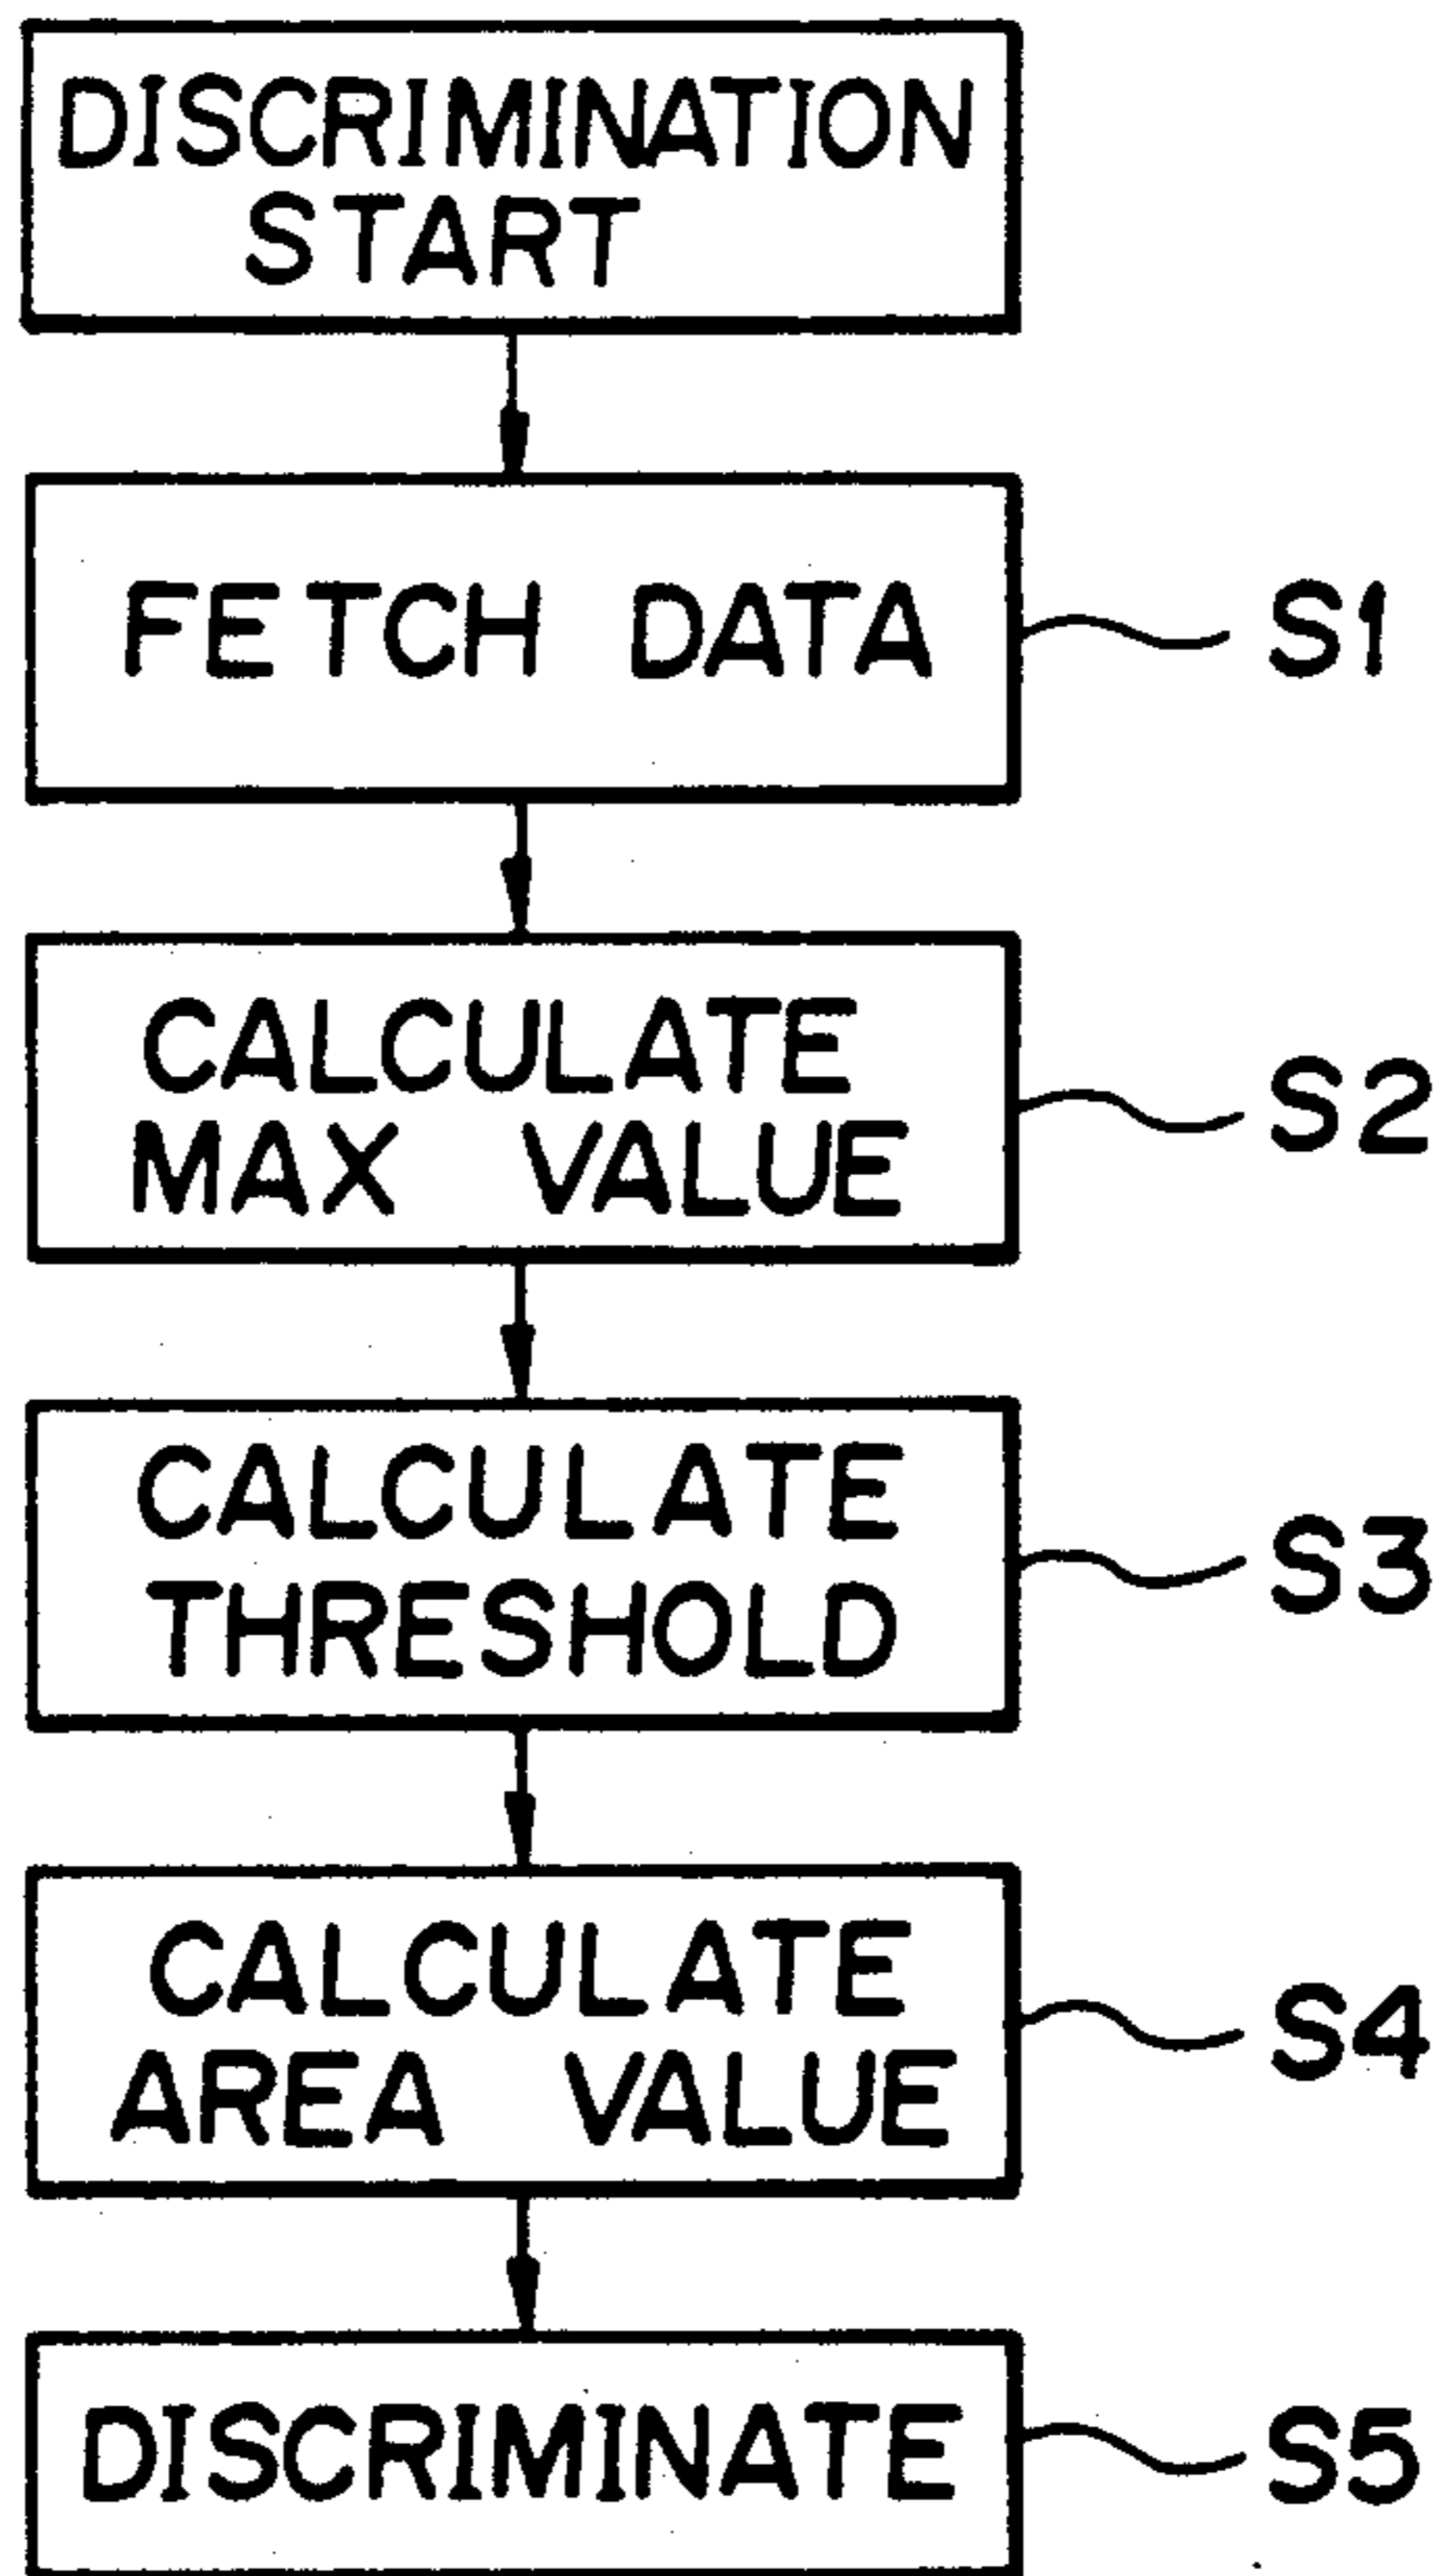 DISCRIMINATION
START
FETCH DATA
S1
CALCULATE
MAX VALUE
S2
CALCULATE
THRESHOLD
S3
CALCULATE
AREA VALUE
S4
DISCRIMINATE
S5